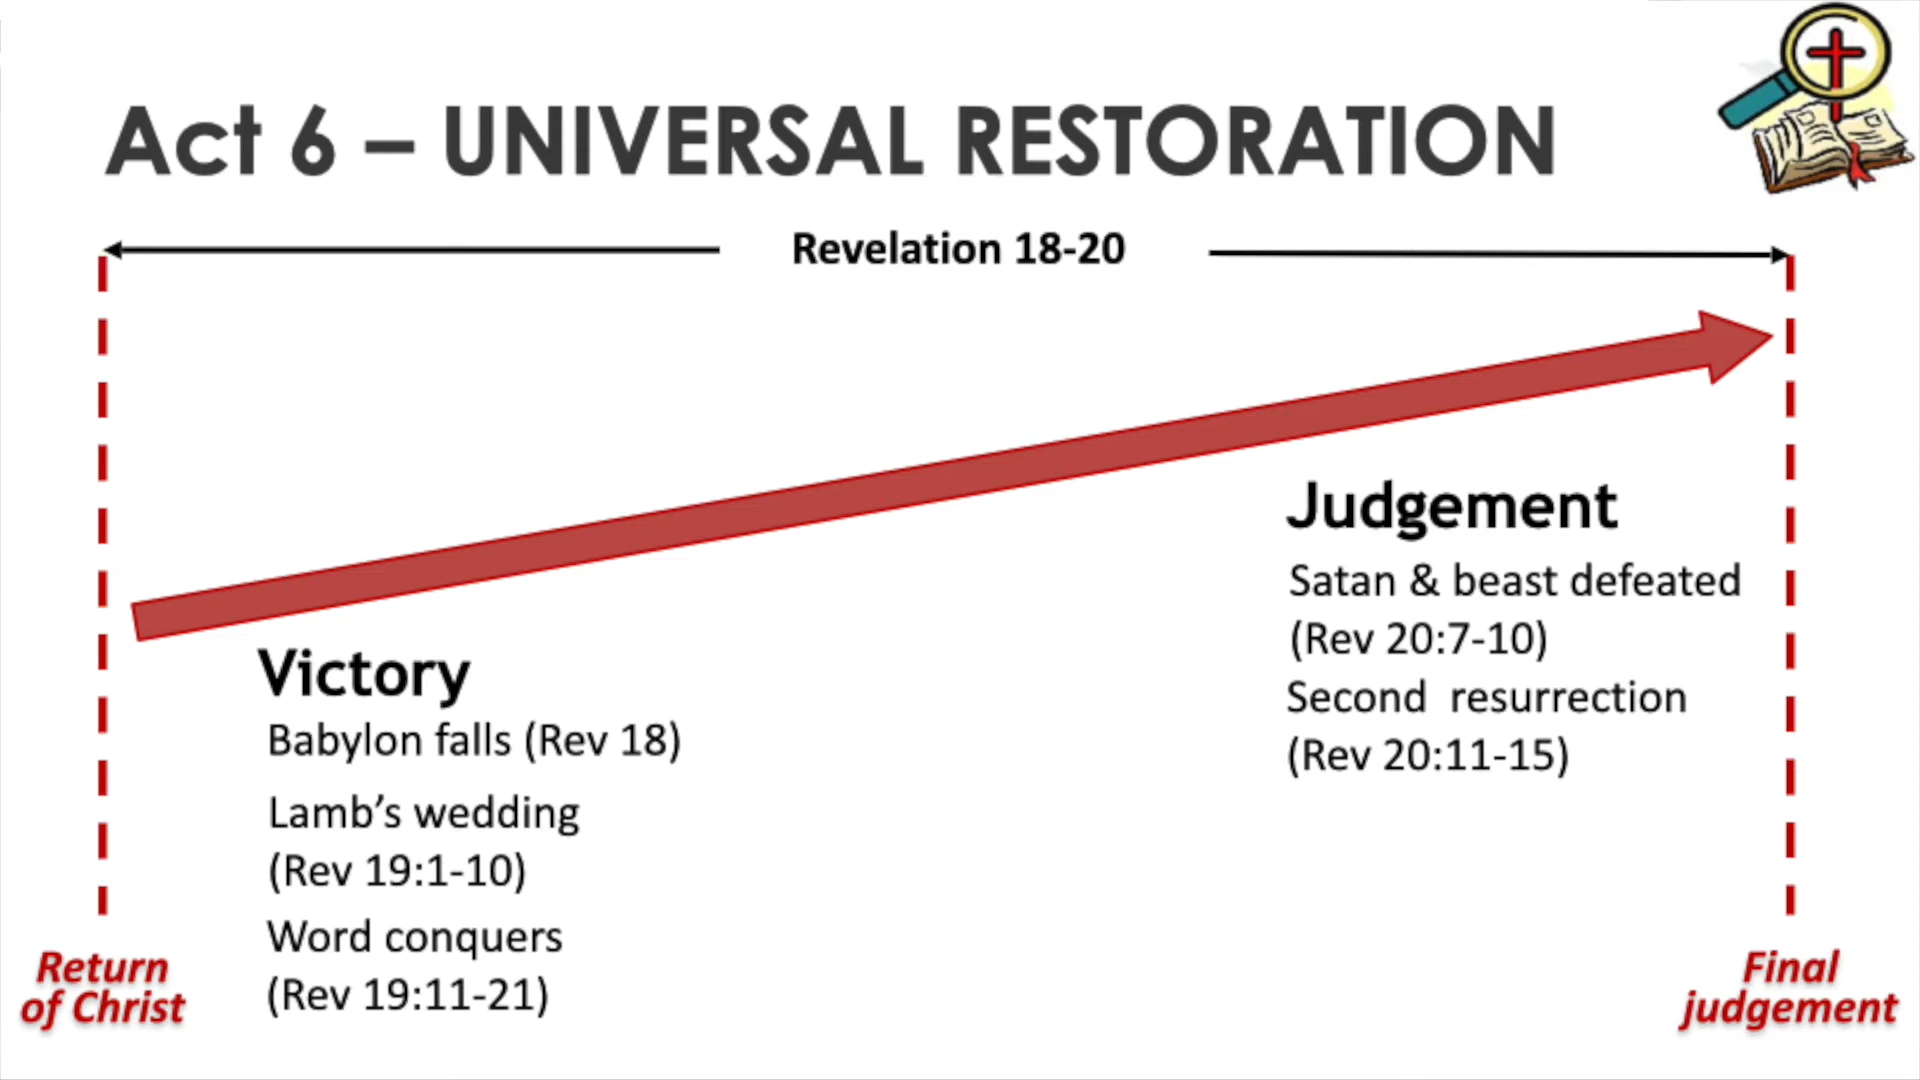 Act 6 – UNIVERSAL RESTORATION
Revelation 18-20
Victory
Babylon falls (Rev 18)
Lamb’s wedding
(Rev 19:1-10)
Word conquers
(Rev 19:11-21)
Judgement
Satan & beast defeated
(Rev 20:7-10)
Second resurrection
(Rev 20:11-15)
Return
of Christ
Final
judgement